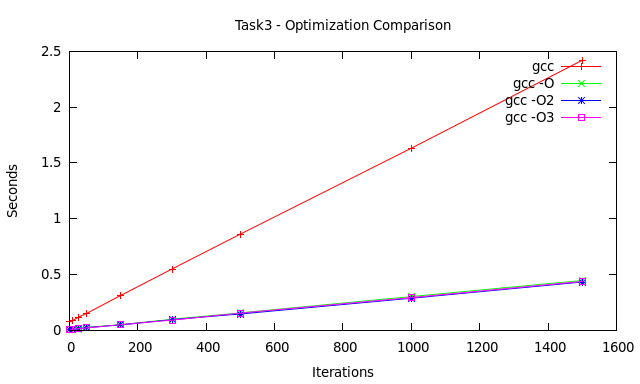 Task3 - Optimization Comparison
2.5
2
1.5
1
0.5
0
Seconds
gcc
gcc -O
gcc -O2
gcc -O3
0 200 400 600 800 1000 1200 1400 1600
Iterations